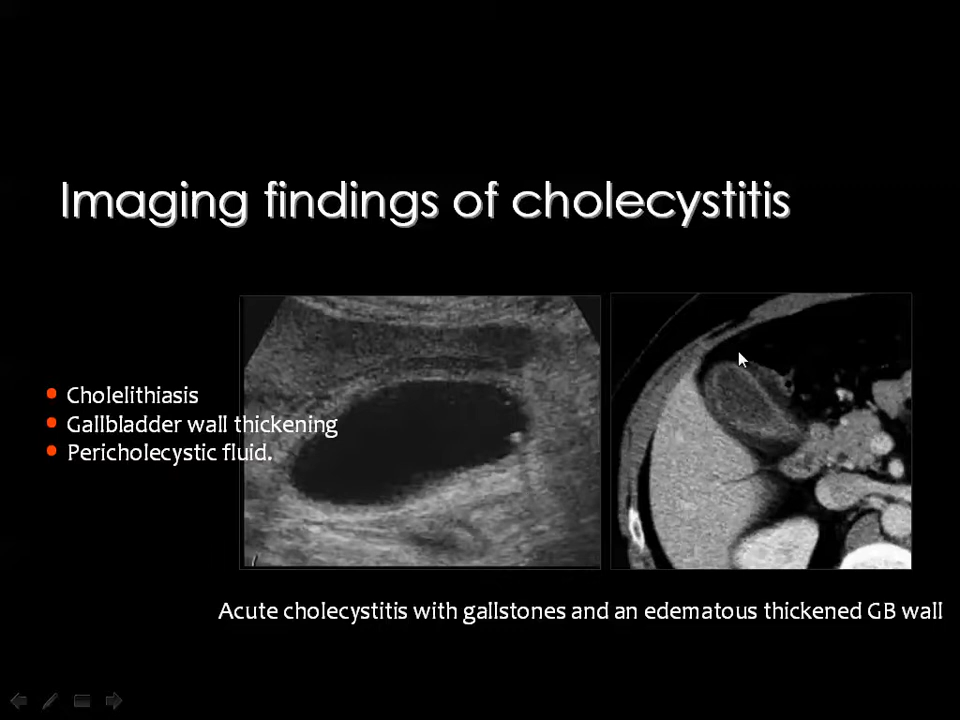 Imaging findings of cholecystitis
Cholelithiasis
Gallbladder wall thickening
Pericholecystic fluid.
Acute cholecystitis with gallstones and an edematous thickened GB wall